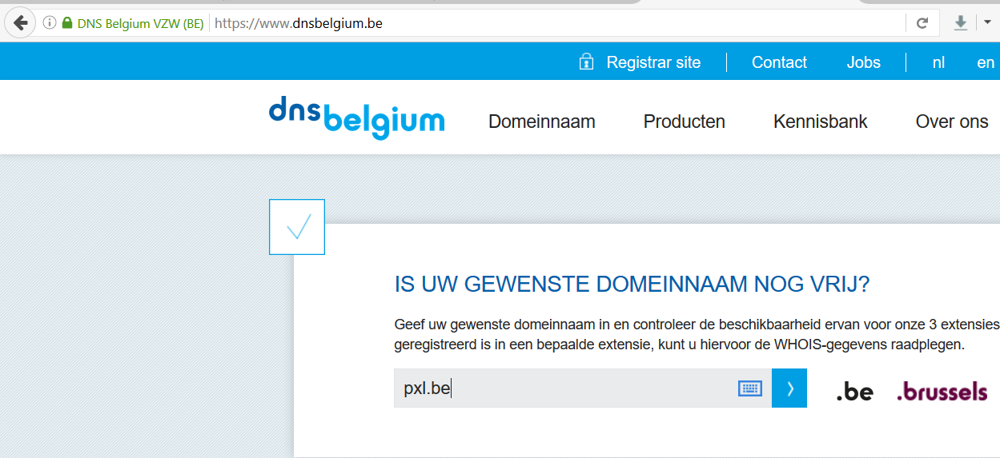 DNS Belgium VZW (BE) https://www.dnsbelgium.be
Registrar site Contact Jobs nl en
dnsbelgium Domeinnaam Producten Kennisbank Over ons
IS UW GEWENSTE DOMEINNAAM NOG VRIJ?
Geef uw gewenste domeinnaam in en controleer de beschikbaarheid ervan voor onze 3 extensies
geregistreerd is in een bepaalde extensie, kunt u hiervoor de WHOIS-gegevens raadplegen.
pxl.be .be .brussels